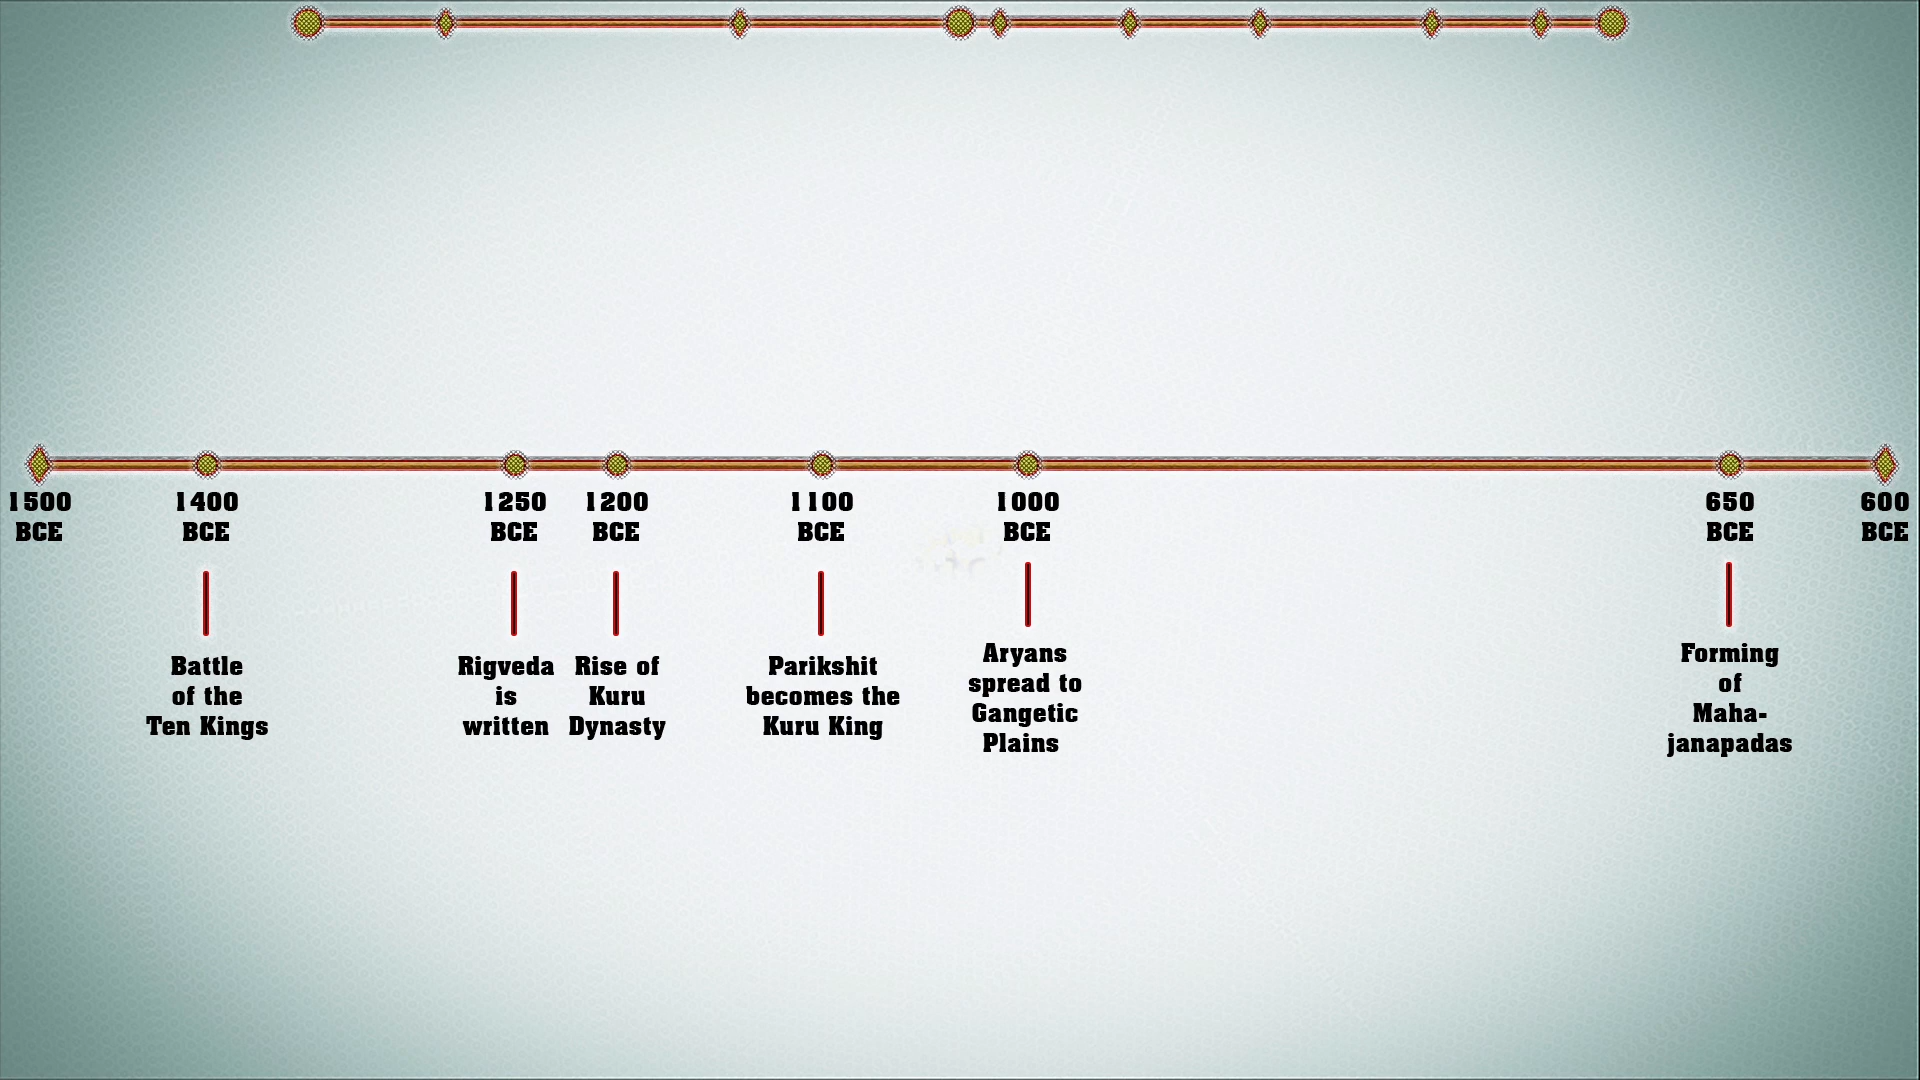 1500
BCE
1400
BCE
1250
BCE
1200
BCE
1100
BCE
1000
BCE
650
BCE
600
BCE
Battle
of the
Ten Kings
Rigveda
is
written
Rise of
Kuru
Dynasty
Parikshit
becomes the
Kuru King
Aryans
spread to
Gangetic
Plains
Forming
of
Maha-
janapadas